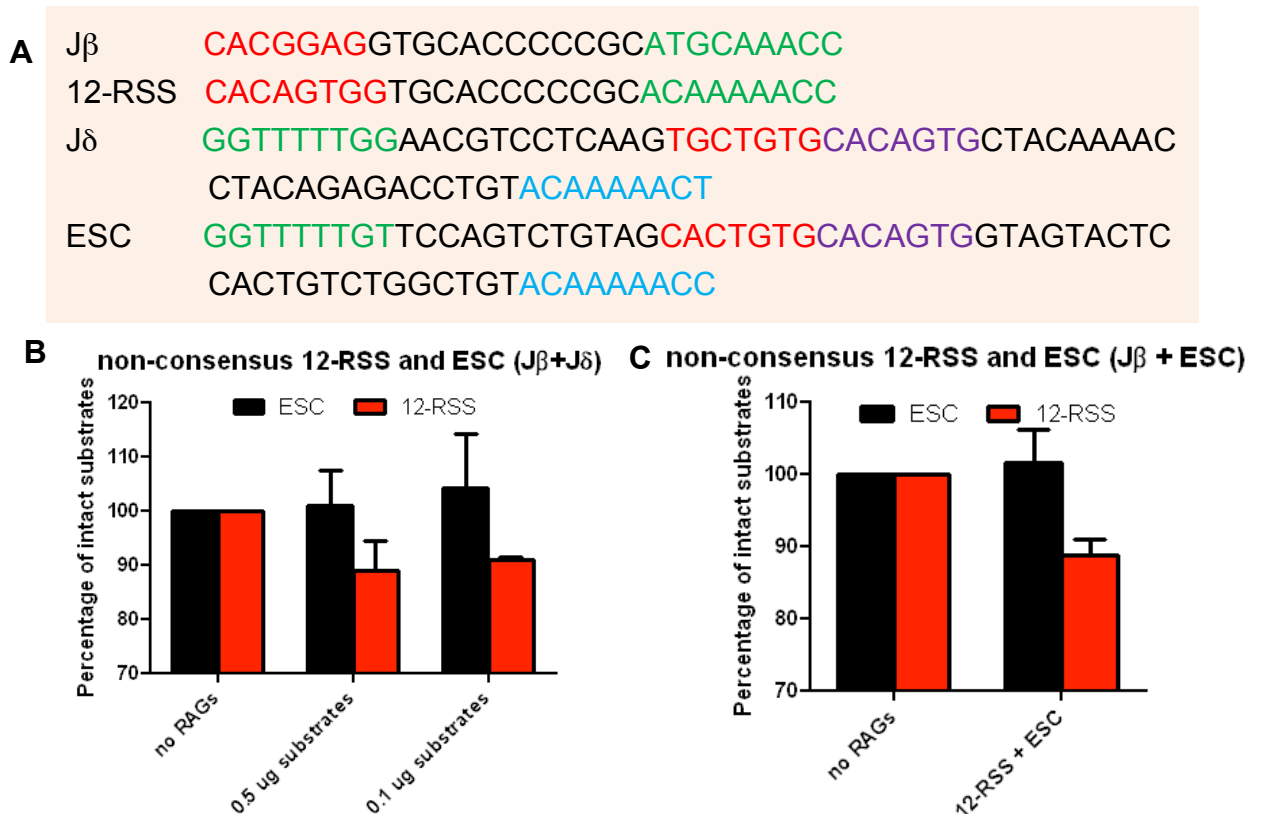 A
Jβ CACGGAGGTGCACCCCCGCATGCAAACC
12-RSS CACAGTGGTGCACCCCCGCACAAAAACC
Jδ GGTTTTTGGAACGTCCTCAAGTGCTGTGCACAGTGCTACAAAAC
CTACAGAGACCTGTACAAAAACT
ESC GGTTTTTGTTCCAGTCTGTAGCACTGTGCACAGTGGTAGTACTC
CACTGTCTGGCTGTACAAAAACC
B
non-consensus 12-RSS and ESC (Jβ+Jδ)
Percentage of intact substrates
ESC 12-RSS
120
110
100
90
80
70
no RAGs
0.5 ug substrates
0.1 ug substrates
C
non-consensus 12-RSS and ESC (Jβ + ESC)
Percentage of intact substrates
ESC 12-RSS
110
100
90
80
70
no RAGs
12-RSS + ESC